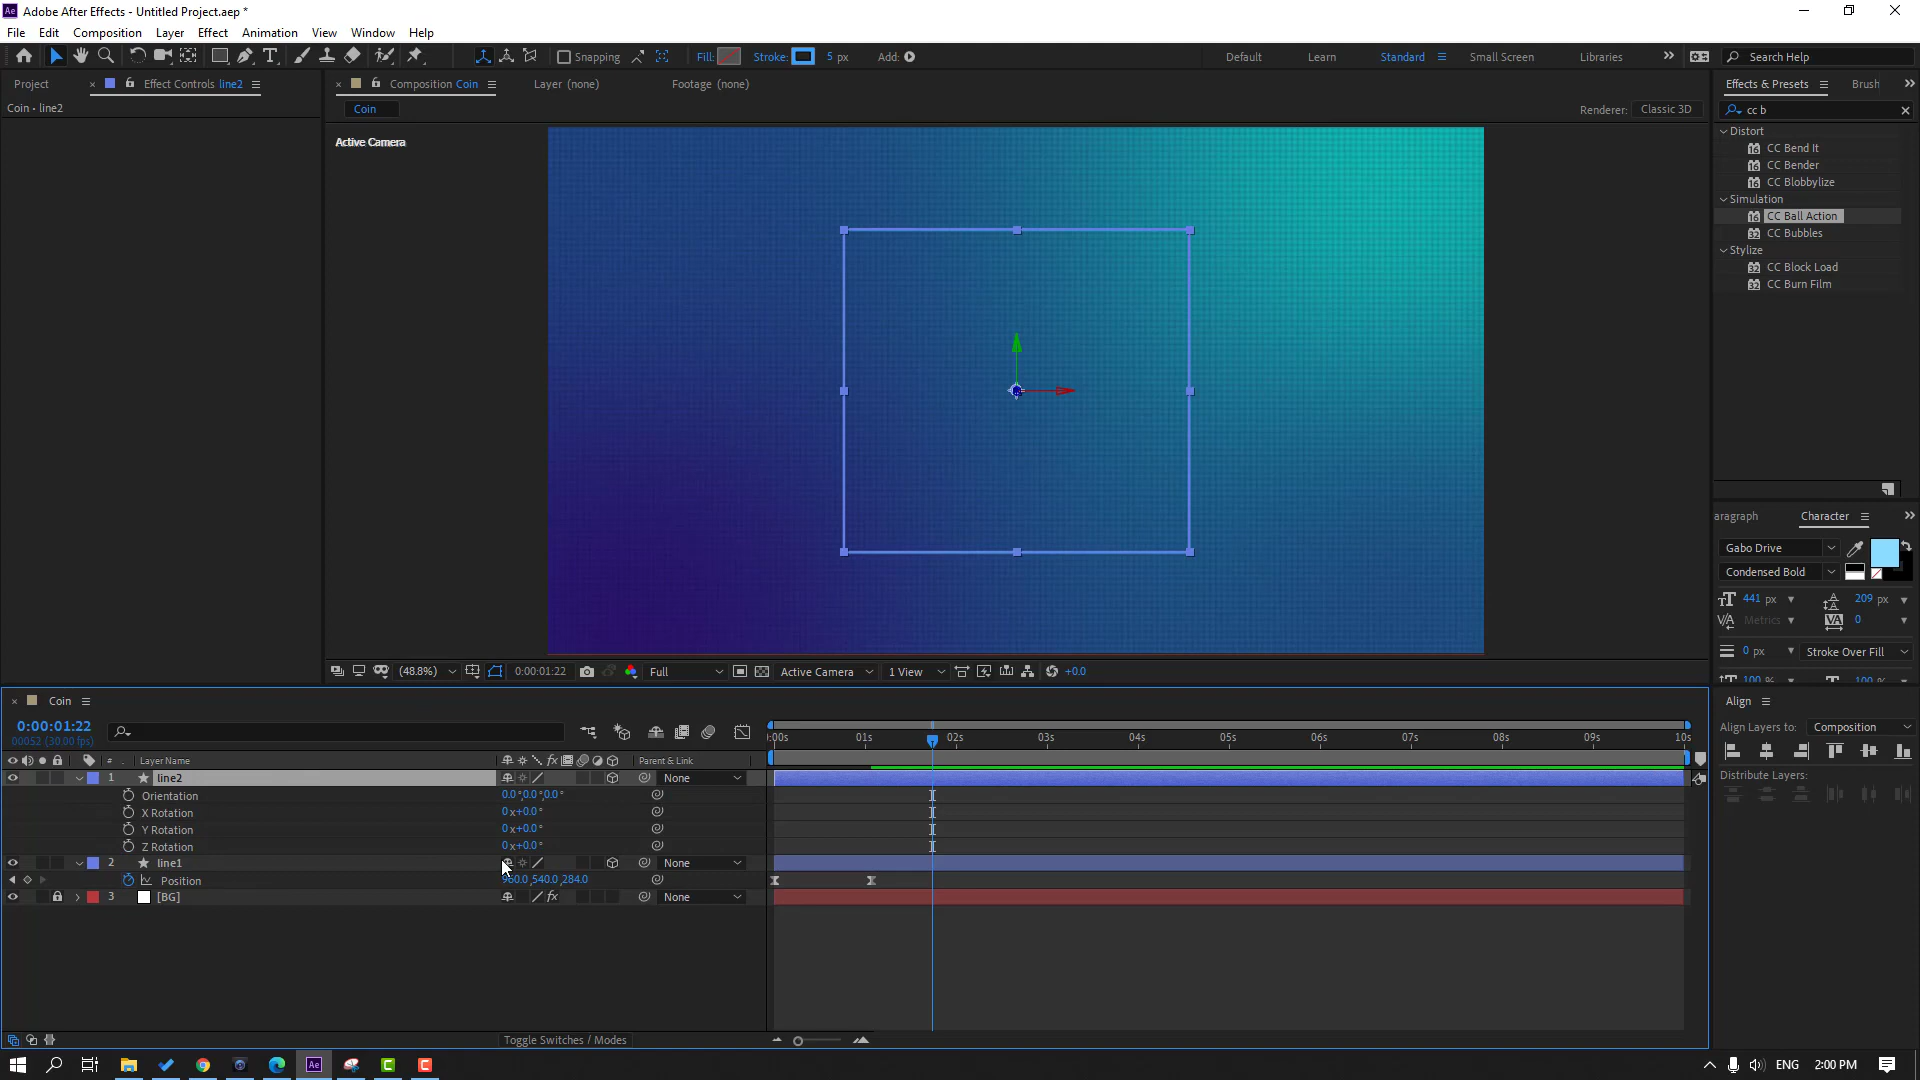 Adobe After Effects - Untitled Project.aep *
File Edit Composition Layer Effect Animation View Window Help
Snapping Fill: Stroke: 5 px Add: Default Learn Standard Small Screen Libraries Search Help
Project Effect Controls line2 Composition Coin Layer (none) Footage (none) Effects & Presets Brush
Coin • line2 Coin Renderer: Classic 3D cc b
Active Camera
Distort
CC Bend It
CC Bender
CC Blobbylize
Simulation
CC Ball Action
CC Bubbles
Stylize
CC Block Load
CC Burn Film
aragraph Character
Gabo Drive
Condensed Bold
441 px 209 px
Metrics 0
0 px Stroke Over Fill
100 % 100 %
(48.8%) 0:00:01:22 Full Active Camera 1 View +0.0
Coin
0:00:01:22
00052 (30.00 fps)
:00s 01s 02s 03s 04s 05s 06s 07s 08s 09s 10s
# Layer Name Parent & Link
1 line2 None
Orientation 0.0°,0.0°,0.0°
X Rotation 0x+0.0°
Y Rotation 0x+0.0°
Z Rotation 0x+0.0°
2 line1 None
Position 960.0,540.0,284.0
3 [BG] None
Toggle Switches / Modes
Align
Align Layers to: Composition
Distribute Layers:
ENG 2:00 PM